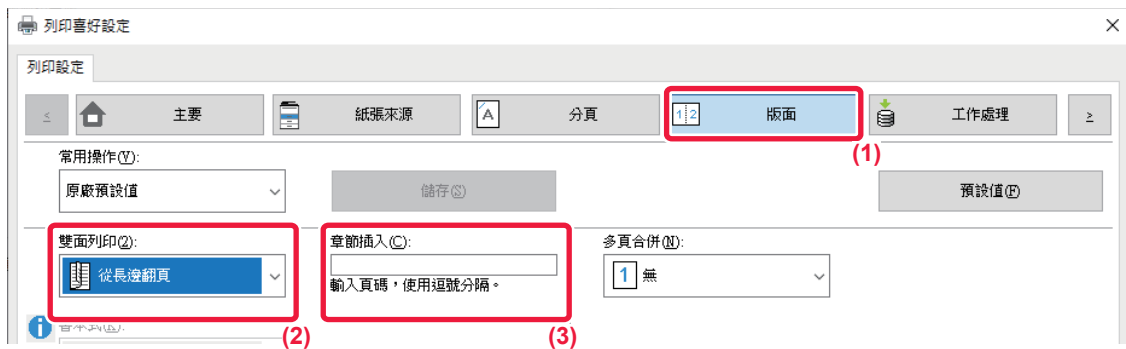 列印喜好設定
列印設定
主要
紙張來源
A
分頁
1 2
版面
工作處理
(1)
常用操作(V):
原廠預設值
儲存(S)
預設值(F)
雙面列印(2):
章節插入(C):
多頁合併(N):
從長邊翻頁
1 無
輸入頁碼，使用逗號分隔。
(2)
(3)